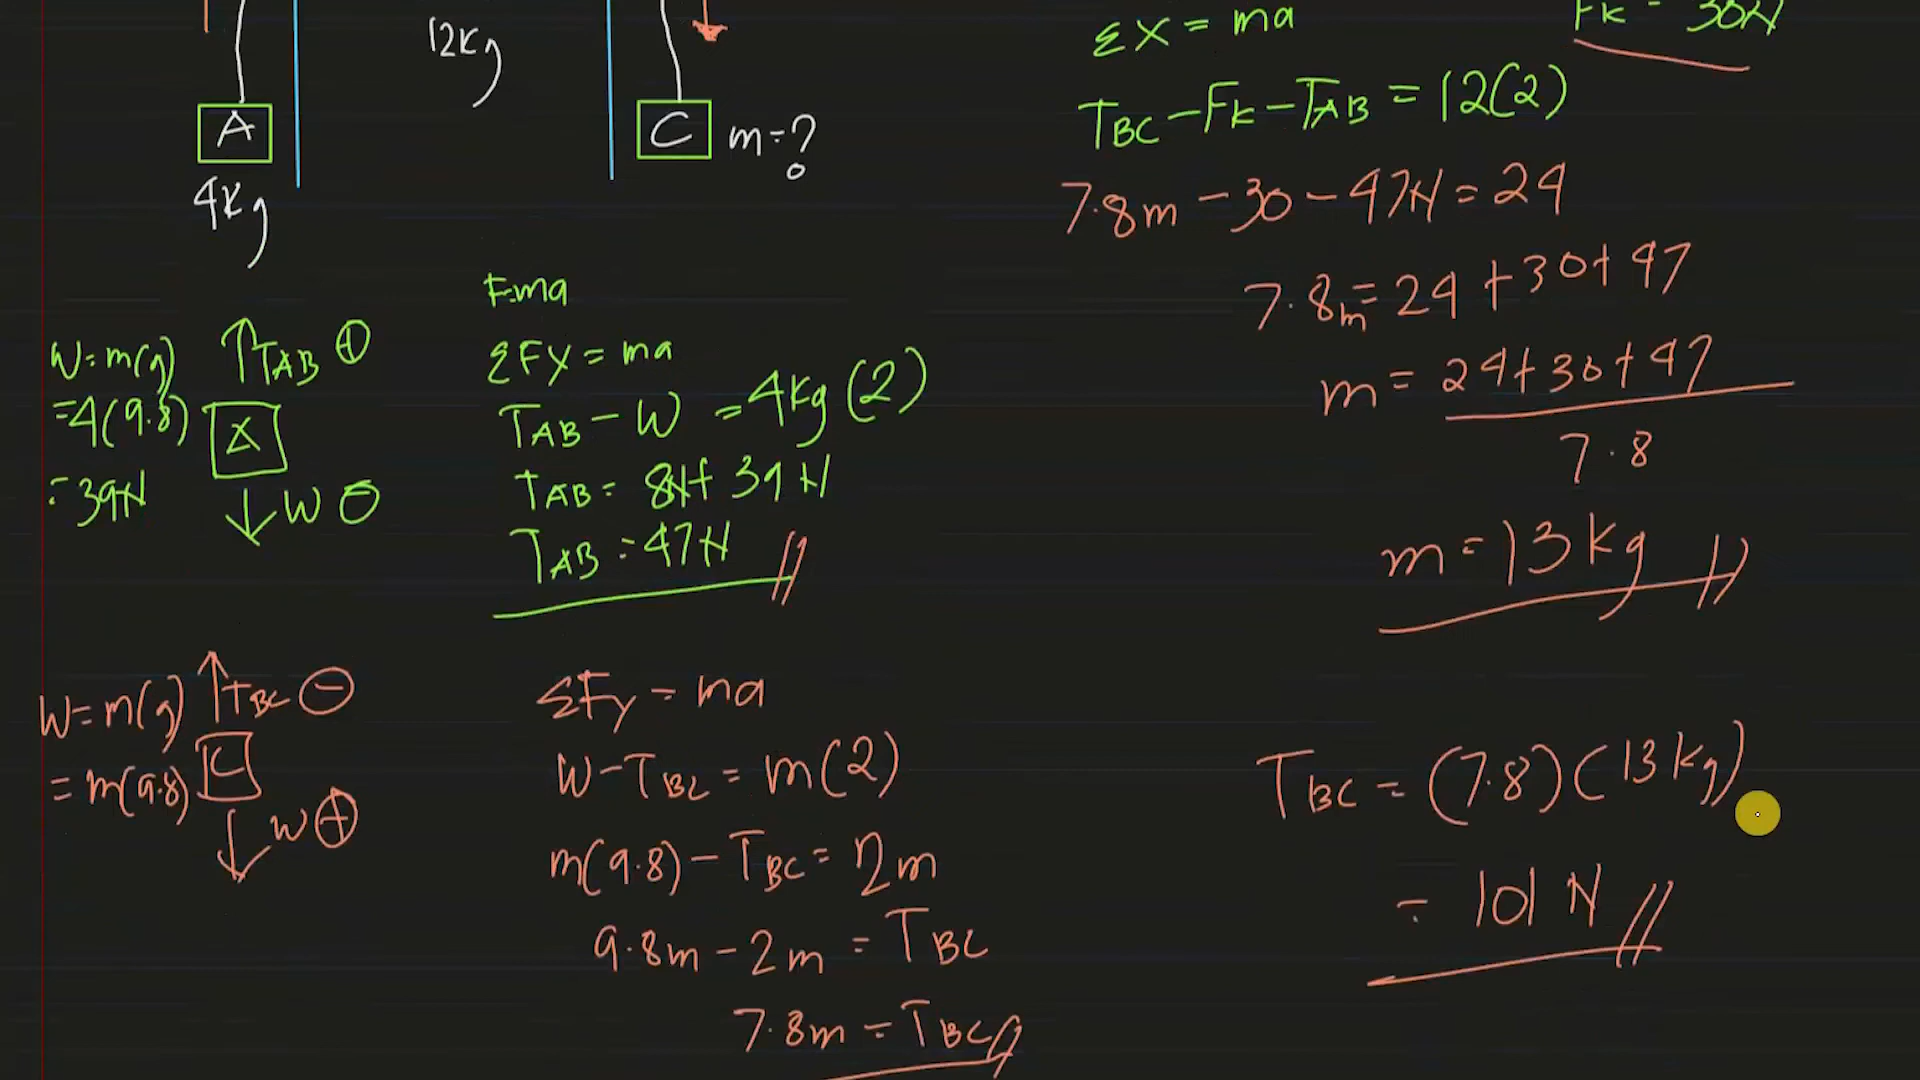 12kg
A
4kg
C m=?
W=m(g)
=4(9.8)
=39N
TAB +
A
W -
F=ma
ΣFy = ma
TAB - W = 4kg(2)
TAB = 8N + 39N
TAB = 47N
W=m(g)
=m(9.8)
TBC -
C
W +
ΣFy = ma
W-TBC = m(2)
m(9.8) - TBC = 2m
9.8m - 2m = TBC
7.8m = TBC
Fk = 30N
ΣX = ma
TBC - Fk - TAB = 12(2)
7.8m - 30 - 47N = 24
7.8m = 24 + 30 + 47
m = 24+30+47
7.8
m = 13kg
TBC = (7.8)(13kg)
= 101 N